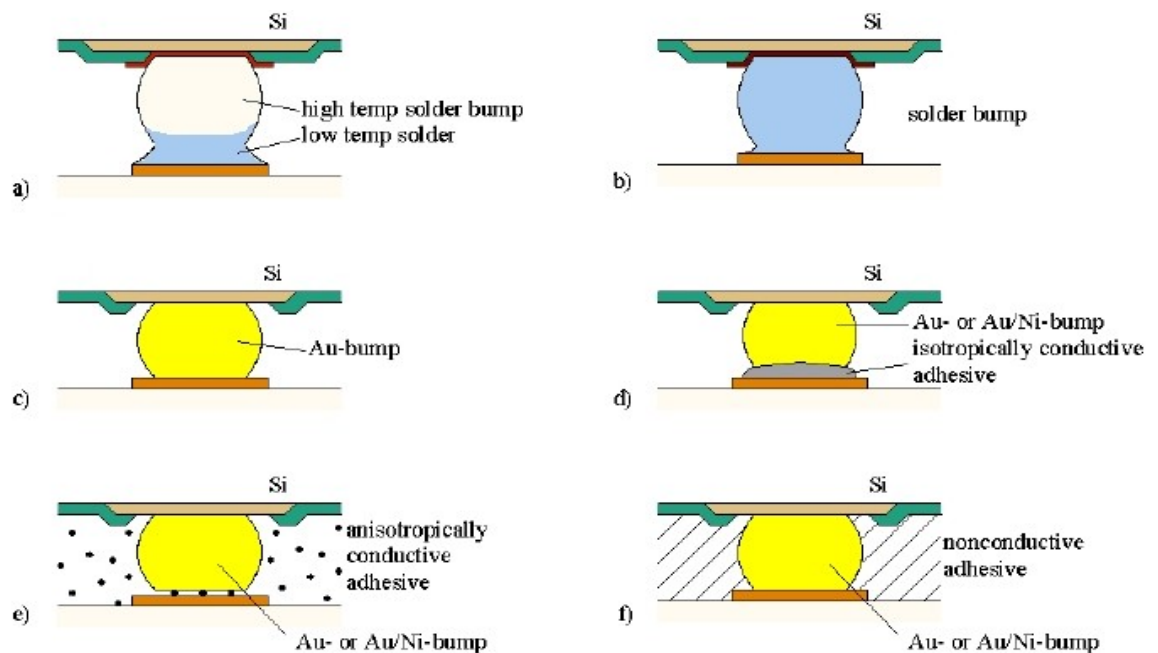 Si
high temp solder bump
low temp solder
a)
Si
solder bump
b)
Si
Au-bump
c)
Si
Au- or Au/Ni-bump
isotropically conductive
adhesive
d)
Si
anisotropically
conductive
adhesive
e)
Au- or Au/Ni-bump
Si
nonconductive
adhesive
f)
Au- or Au/Ni-bump